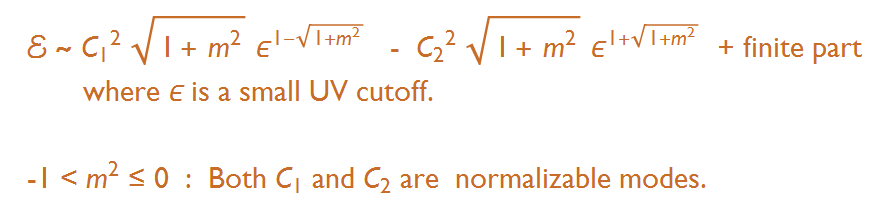 ℰ ~ C₁² √1 + m² ϵ^(1–√1+m²) - C₂² √1 + m² ϵ^(1+√1+m²) + finite part
where ϵ is a small UV cutoff.
-1 < m² ≤ 0 : Both C₁ and C₂ are normalizable modes.